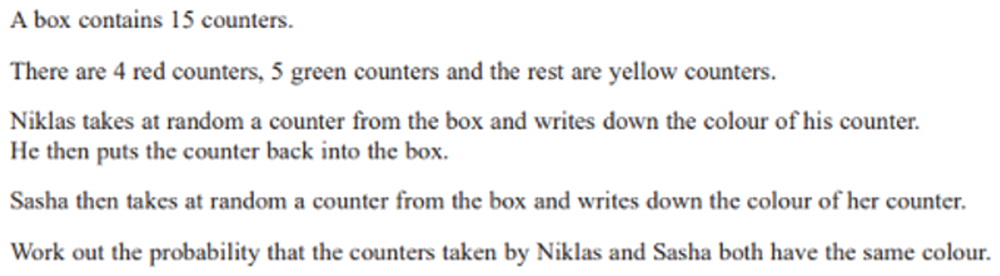 A box contains 15 counters.
There are 4 red counters, 5 green counters and the rest are yellow counters.
Niklas takes at random a counter from the box and writes down the colour of his counter.
He then puts the counter back into the box.
Sasha then takes at random a counter from the box and writes down the colour of her counter.
Work out the probability that the counters taken by Niklas and Sasha both have the same colour.